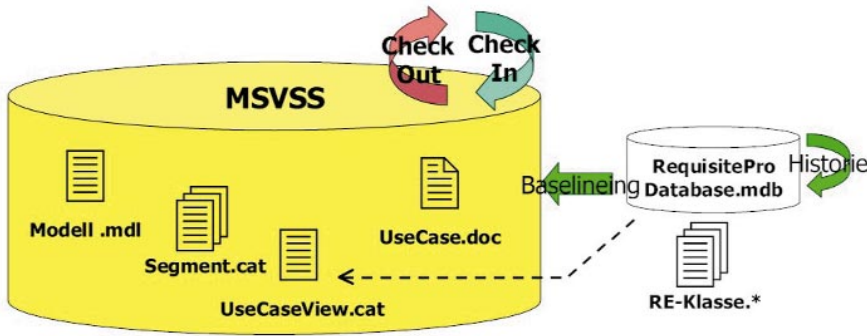 Check
Out
Check
In
MSVSS
RequisitePro
Database.mdb
Historie
Baselineing
Modell .mdl
Segment.cat
UseCase.doc
UseCaseView.cat
RE-Klasse.*